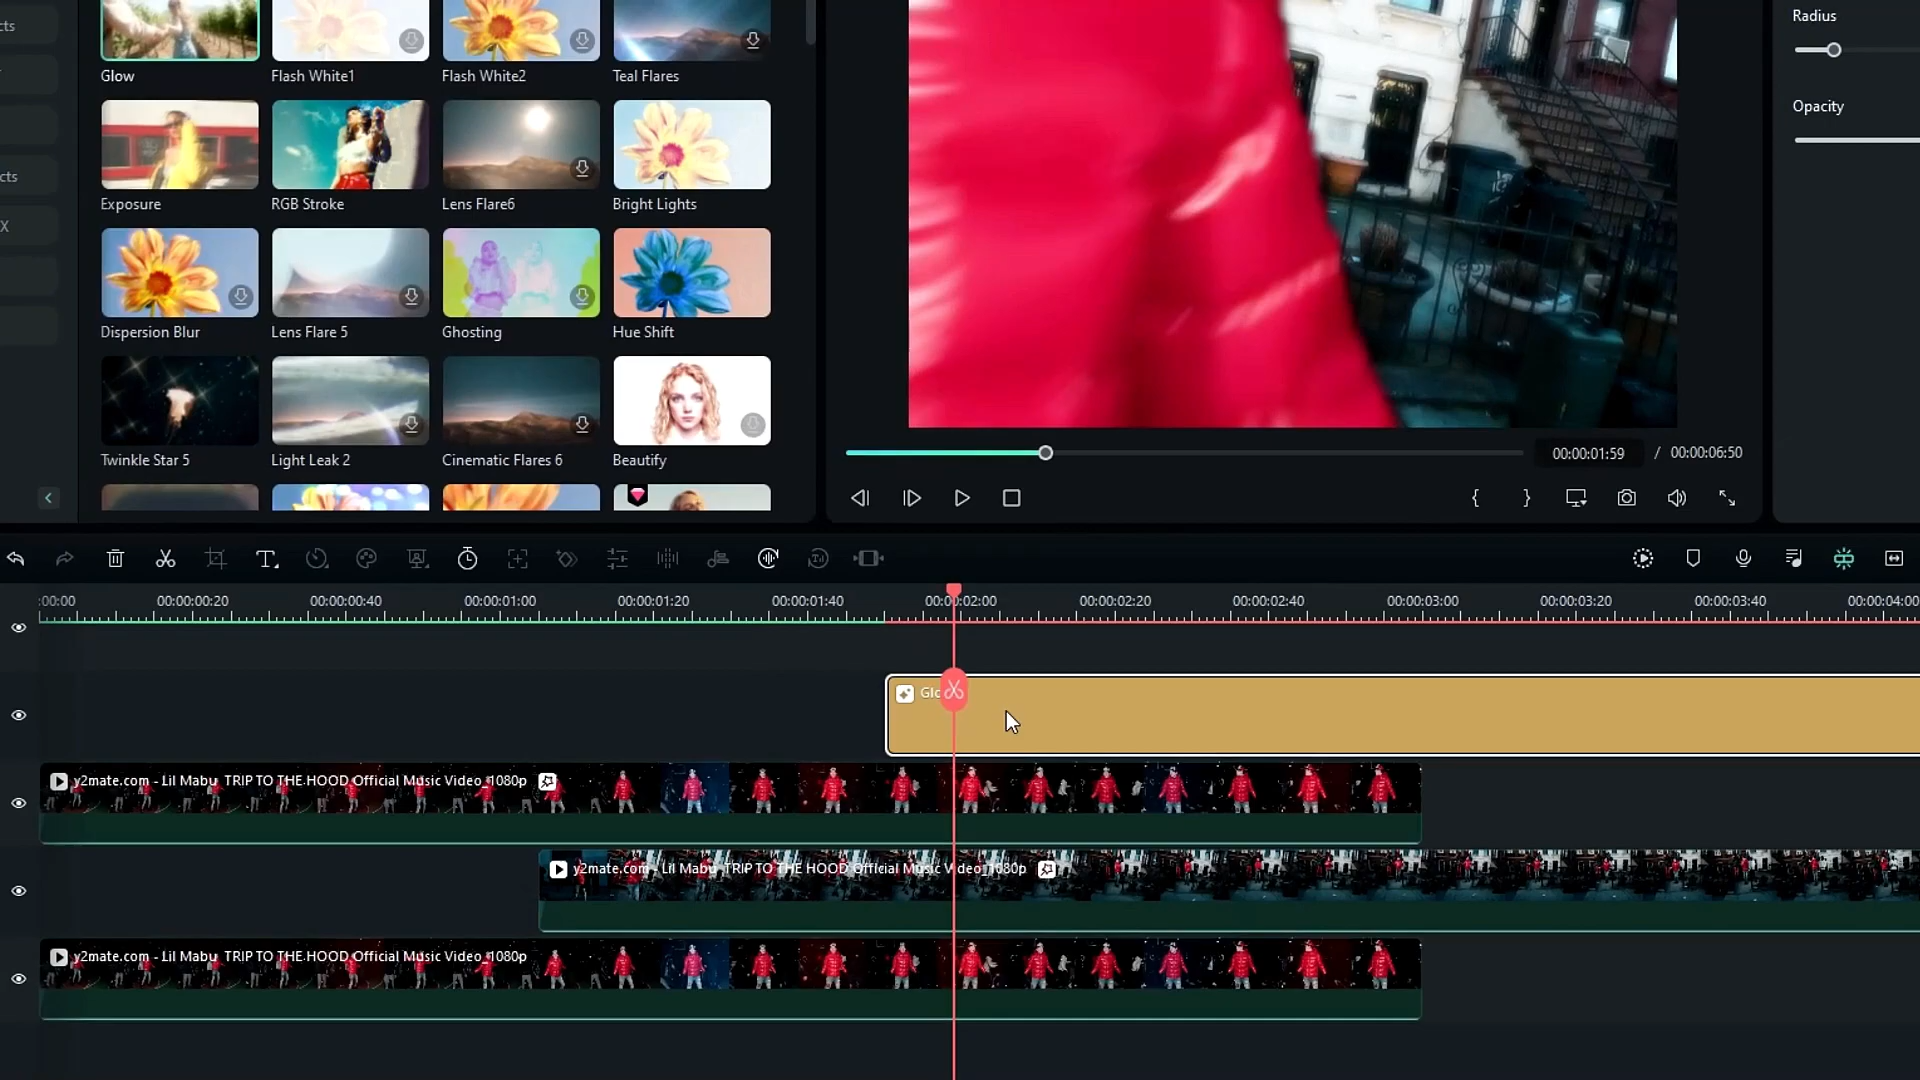 cts
Radius
Glow
Flash White1
Flash White2
Teal Flares
Opacity
cts
Exposure
RGB Stroke
Lens Flare6
Bright Lights
X
Dispersion Blur
Lens Flare 5
Ghosting
Hue Shift
Twinkle Star 5
Light Leak 2
Cinematic Flares 6
Beautify
00:00:01:59 / 00:00:06:50
:00:00
00:00:00:20
00:00:00:40
00:00:01:00
00:00:01:20
00:00:01:40
00:00:02:00
00:00:02:20
00:00:02:40
00:00:03:00
00:00:03:20
00:00:03:40
00:00:04:00
Glo
y2mate.com - Lil Mabu TRIP TO THE HOOD Official Music Video_1080p
y2mate.com - Lil Mabu TRIP TO THE HOOD Official Music Video_1080p
y2mate.com - Lil Mabu TRIP TO THE HOOD Official Music Video_1080p